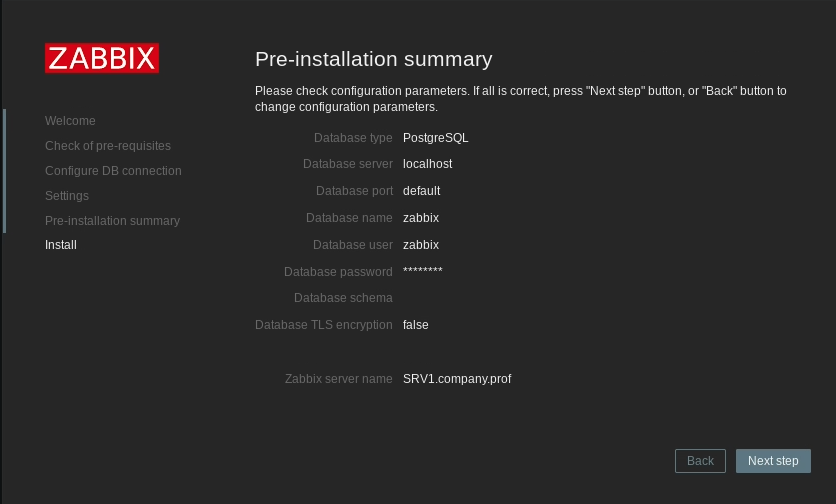 ZABBIX
Welcome
Check of pre-requisites
Configure DB connection
Settings
Pre-installation summary
Install
Pre-installation summary
Please check configuration parameters. If all is correct, press "Next step" button, or "Back" button to
change configuration parameters.
Database type PostgreSQL
Database server localhost
Database port default
Database name zabbix
Database user zabbix
Database password ********
Database schema
Database TLS encryption false
Zabbix server name SRV1.company.prof
Back Next step